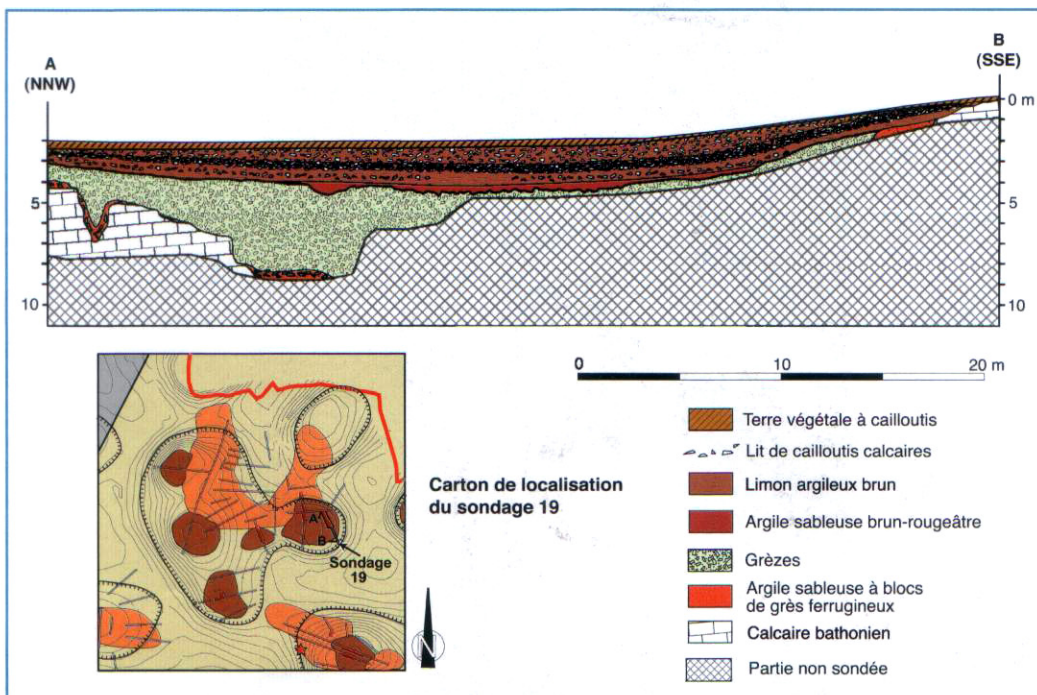 A
(NNW)
B
(SSE)
0 m
5
5
10
10
0
10
20 m
A
B
Sondage
19
Carton de localisation
du sondage 19
N
Terre végétale à cailloutis
Lit de cailloutis calcaires
Limon argileux brun
Argile sableuse brun-rougeâtre
Grèzes
Argile sableuse à blocs
de grès ferrugineux
Calcaire bathonien
Partie non sondée